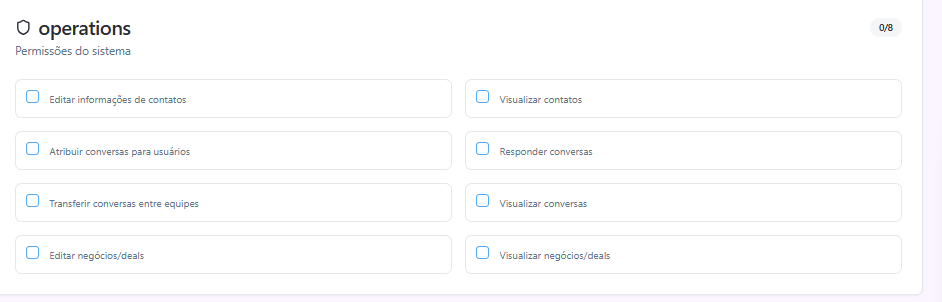 operations
0/8
Permissões do sistema
Editar informações de contatos
Visualizar contatos
Atribuir conversas para usuários
Responder conversas
Transferir conversas entre equipes
Visualizar conversas
Editar negócios/deals
Visualizar negócios/deals